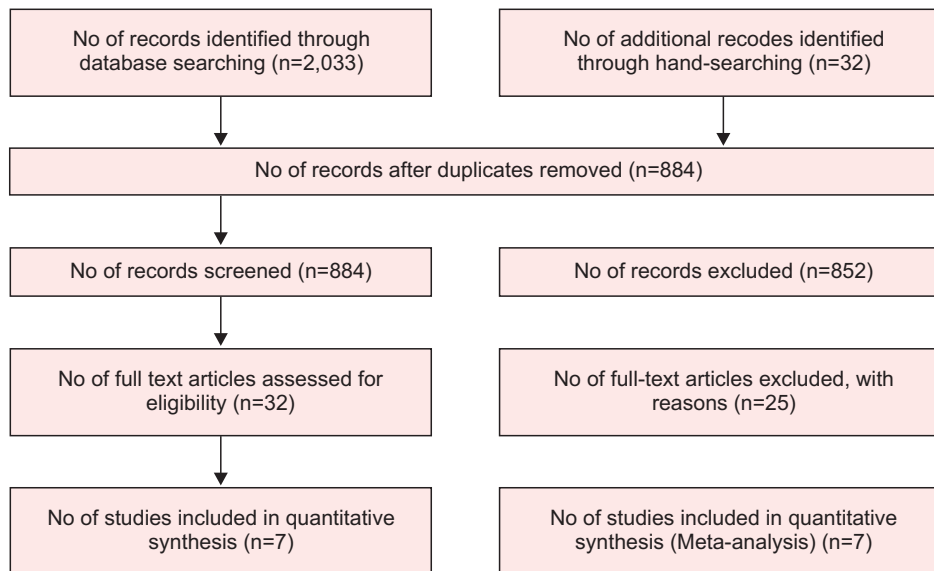 No of records identified through
database searching (n=2,033)
No of additional recodes identified
through hand-searching (n=32)
No of records after duplicates removed (n=884)
No of records screened (n=884)
No of records excluded (n=852)
No of full text articles assessed for
eligibility (n=32)
No of full-text articles excluded, with
reasons (n=25)
No of studies included in quantitative
synthesis (n=7)
No of studies included in quantitative
synthesis (Meta-analysis) (n=7)